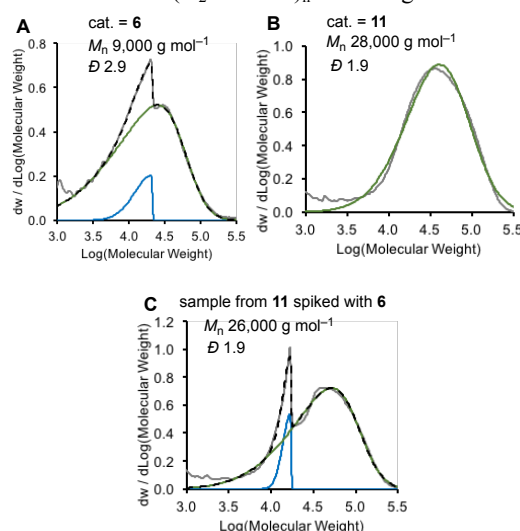 A
cat. = 6
Mn 9,000 g mol–1
Đ 2.9
0.8
0.6
0.4
0.2
0.0
3.0 3.5 4.0 4.5 5.0 5.5
Log(Molecular Weight)
dw / dLog(Molecular Weight)
B
cat. = 11
Mn 28,000 g mol–1
Đ 1.9
1.0
0.8
0.6
0.4
0.2
0.0
3.0 3.5 4.0 4.5 5.0 5.5
Log(Molecular Weight)
dw / dLog(Molecular Weight)
C
sample from 11 spiked with 6
Mn 26,000 g mol–1
Đ 1.9
1.2
1.0
0.8
0.6
0.4
0.2
0.0
3.0 3.5 4.0 4.5 5.0 5.5
Log(Molecular Weight)
dw / dLog(Molecular Weight)